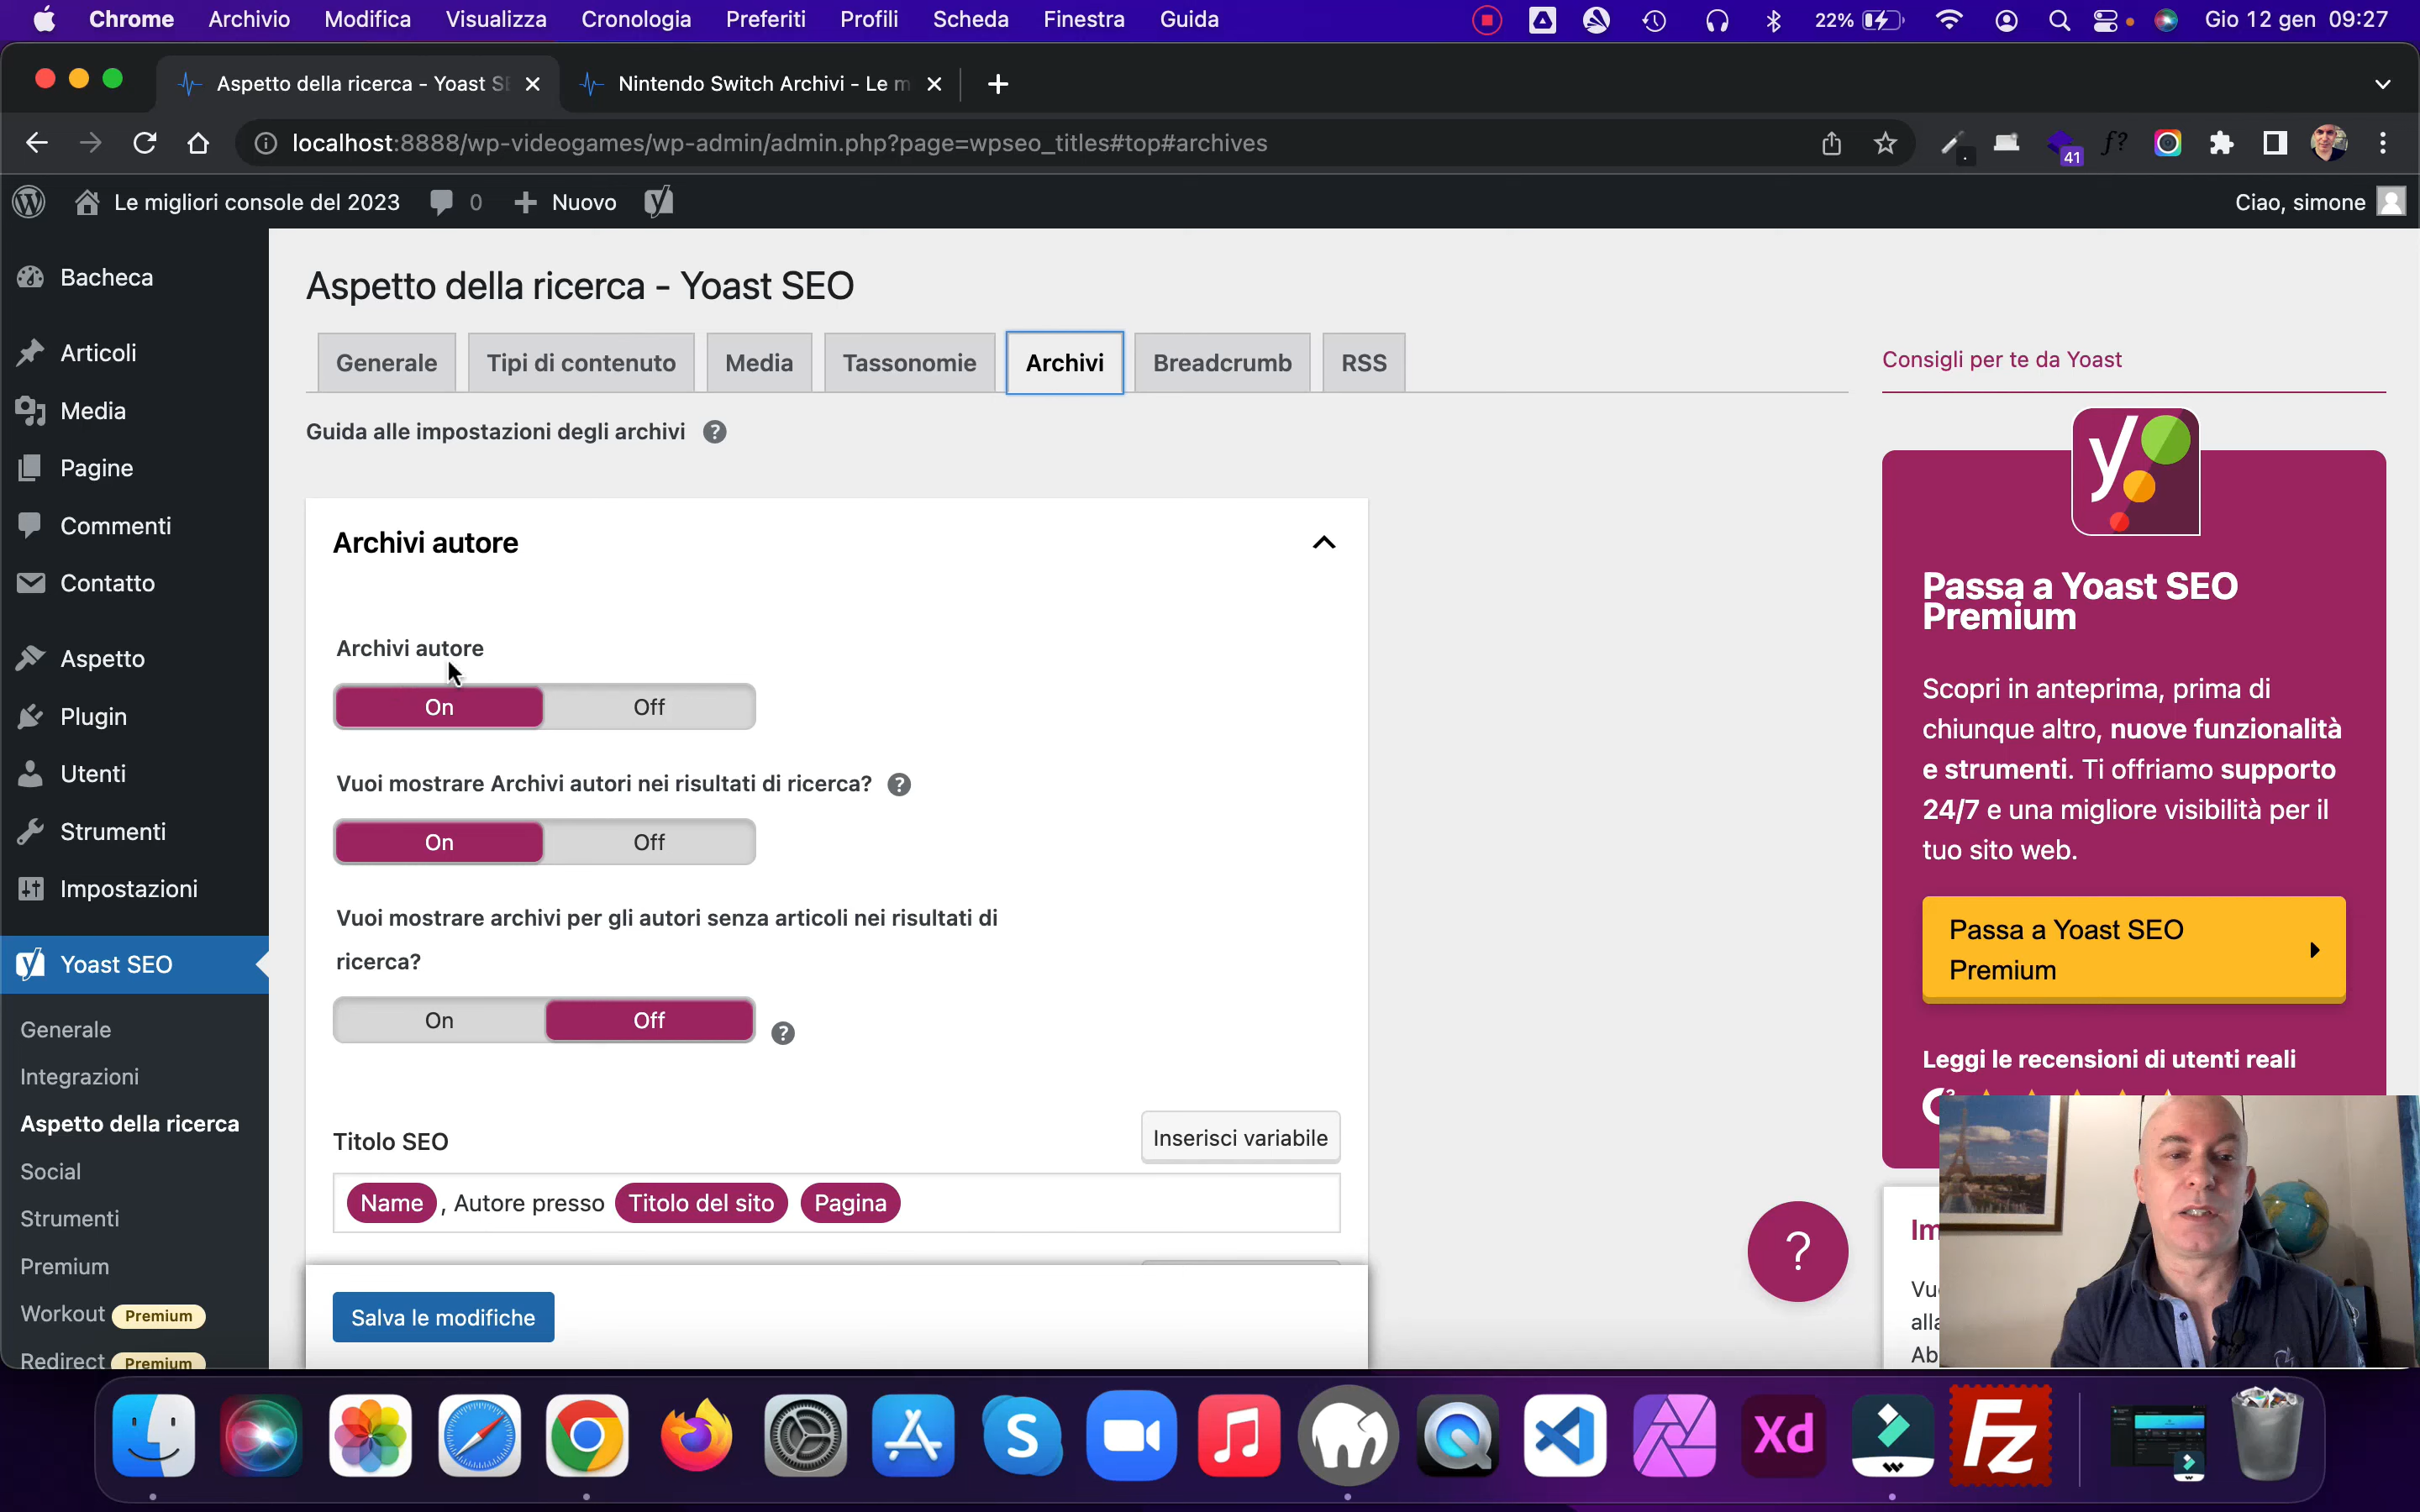 Chrome Archivio Modifica Visualizza Cronologia Preferiti Profili Scheda Finestra Guida 22% Gio 12 gen 09:27
Aspetto della ricerca - Yoast SE Nintendo Switch Archivi - Le m
localhost:8888/wp-videogames/wp-admin/admin.php?page=wpseo_titles#top#archives f? 41
Le migliori console del 2023 0 Nuovo Ciao, simone
Bacheca
Articoli
Media
Pagine
Commenti
Contatto
Aspetto
Plugin
Utenti
Strumenti
Impostazioni
Yoast SEO
Generale
Integrazioni
Aspetto della ricerca
Social
Strumenti
Premium
Workout Premium
Redirect Premium
Aspetto della ricerca - Yoast SEO
Generale Tipi di contenuto Media Tassonomie Archivi Breadcrumb RSS
Guida alle impostazioni degli archivi ?
Archivi autore
Archivi autore
On Off
Vuoi mostrare Archivi autori nei risultati di ricerca? ?
On Off
Vuoi mostrare archivi per gli autori senza articoli nei risultati di
ricerca?
On Off ?
Titolo SEO Inserisci variabile
Name , Autore presso Titolo del sito Pagina
Salva le modifiche
Consigli per te da Yoast
y
Passa a Yoast SEO
Premium
Scopri in anteprima, prima di
chiunque altro, nuove funzionalità
e strumenti. Ti offriamo supporto
24/7 e una migliore visibilità per il
tuo sito web.
Passa a Yoast SEO
Premium
Leggi le recensioni di utenti reali
?
S
Xd
Fz